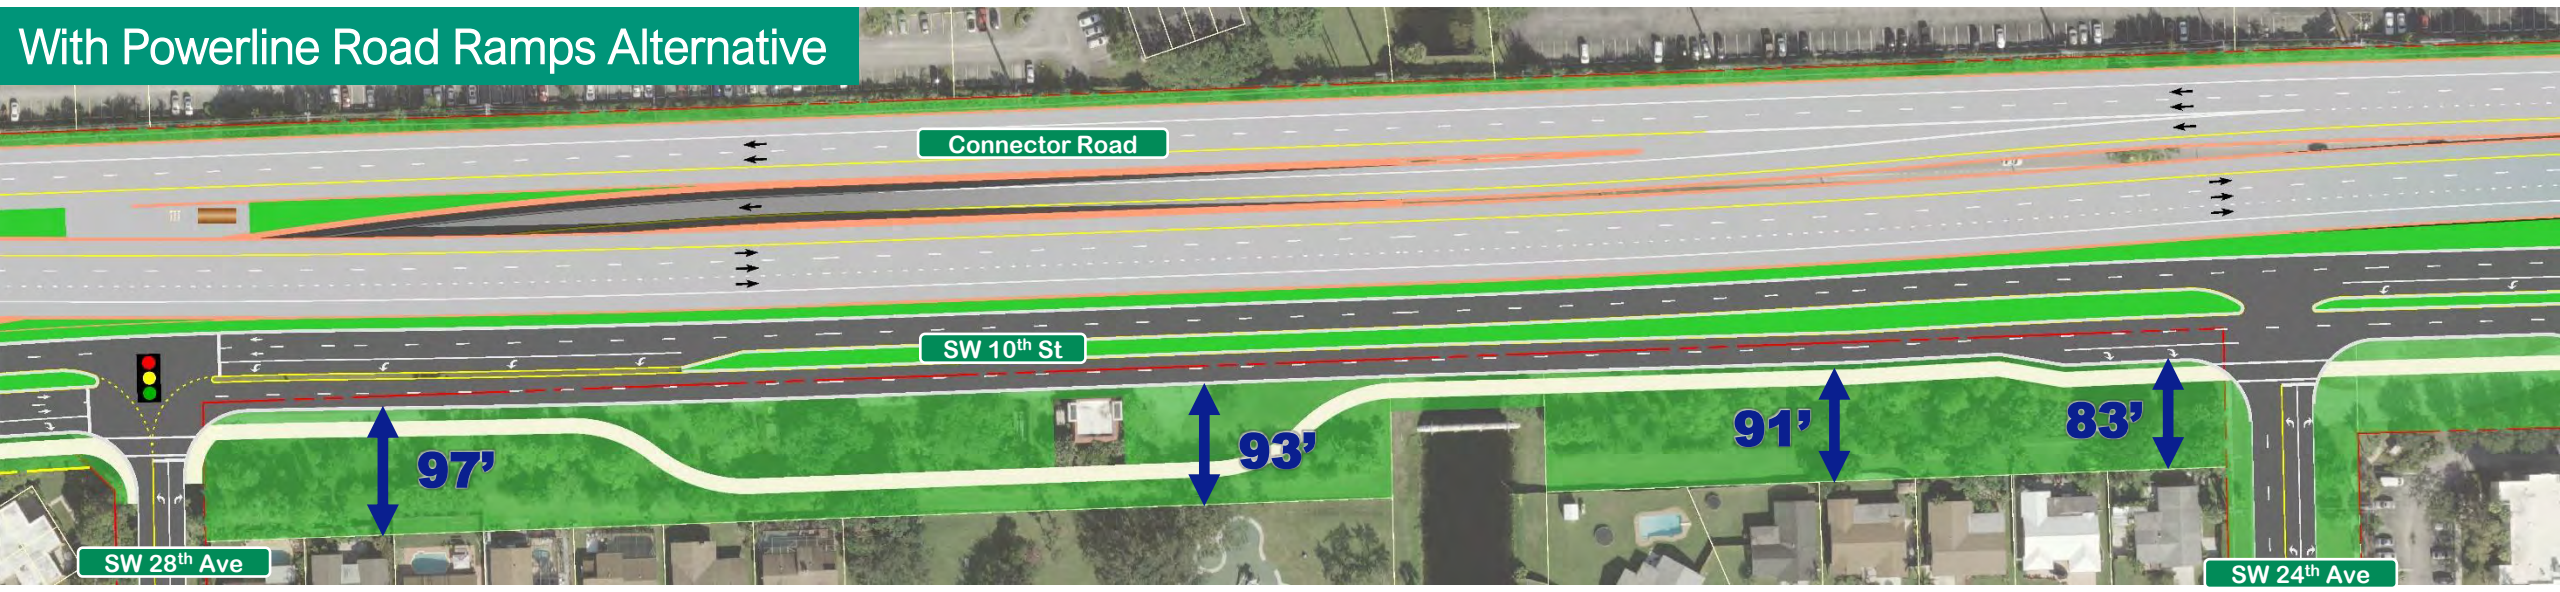 With Powerline Road Ramps Alternative
Connector Road
SW 10th St
97’
93’
91’
83’
SW 28th Ave
SW 24th Ave